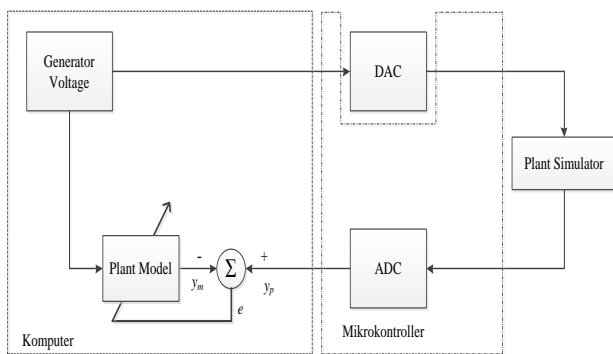 Generator
Voltage
DAC
Plant Simulator
Plant Model
-
y_m
Σ
+
y_p
e
ADC
Komputer
Mikrokontroller